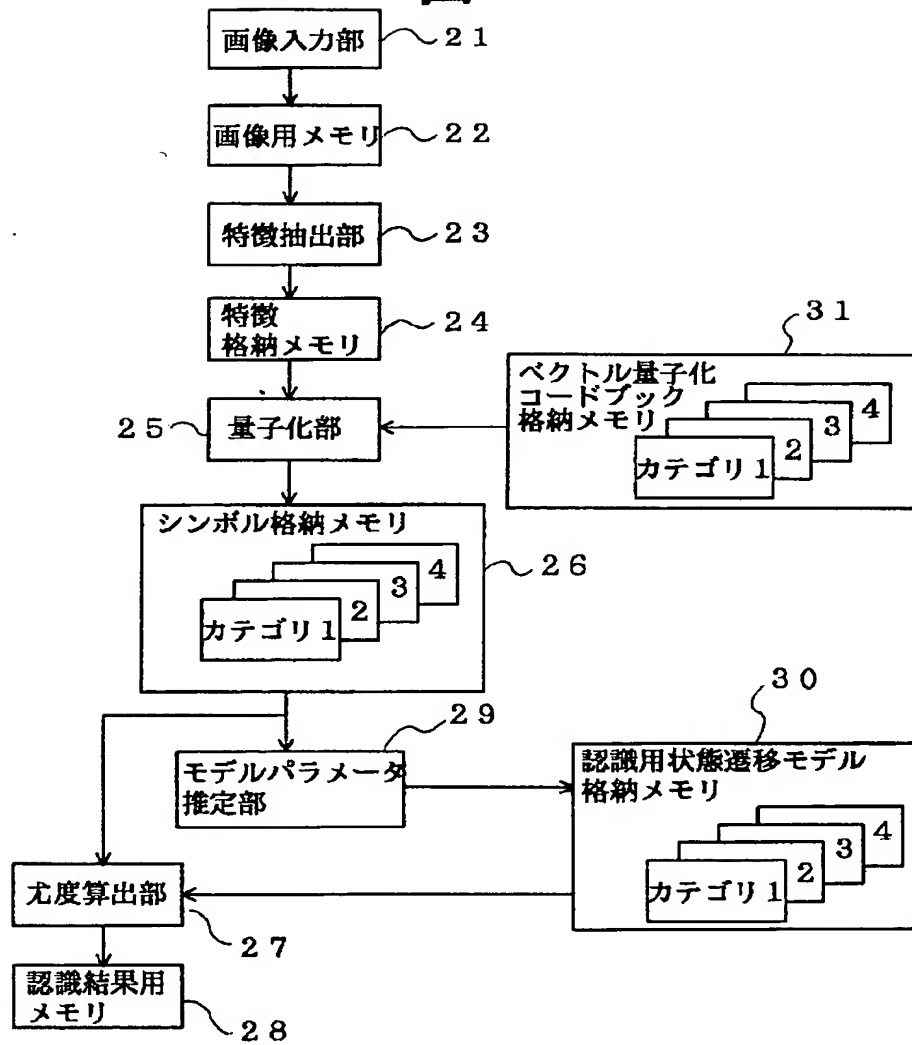 画像入力部
21
画像用メモリ
22
特徴抽出部
23
特徴
格納メモリ
24
31
ベクトル量子化
コードブック
格納メモリ
カテゴリ1
2
3
4
25
量子化部
シンボル格納メモリ
カテゴリ1
2
3
4
26
29
モデルパラメータ
推定部
30
認識用状態遷移モデル
格納メモリ
カテゴリ1
2
3
4
尤度算出部
27
認識結果用
メモリ
28